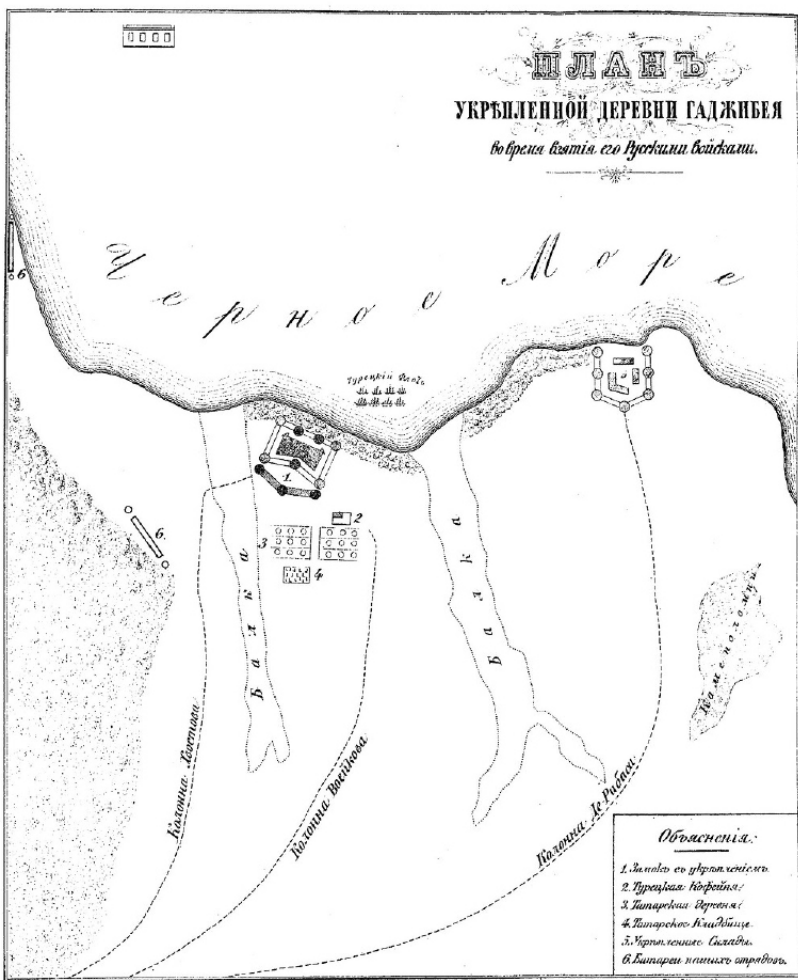 ПЛАНЪ
УКРѢПЛЕННОЙ ДЕРЕВНИ ГАДЖИБЕЯ
во время взятія его Русскими войсками.
Черное Море
6
Турецкій Флотъ
5
1.
2
3
4
6.
Балка
Балка
Каменоломни
Колонна Хвостова
Колонна Воейкова
Колонна Де Рибаса
Объясненія:
1. Замокъ съ укрѣпленіемъ.
2. Турецкая Кофейня.
3. Татарская деревня.
4. Татарское Кладбище.
5. Укрѣпленные Склады.
6. Батареи нашихъ отрядовъ.